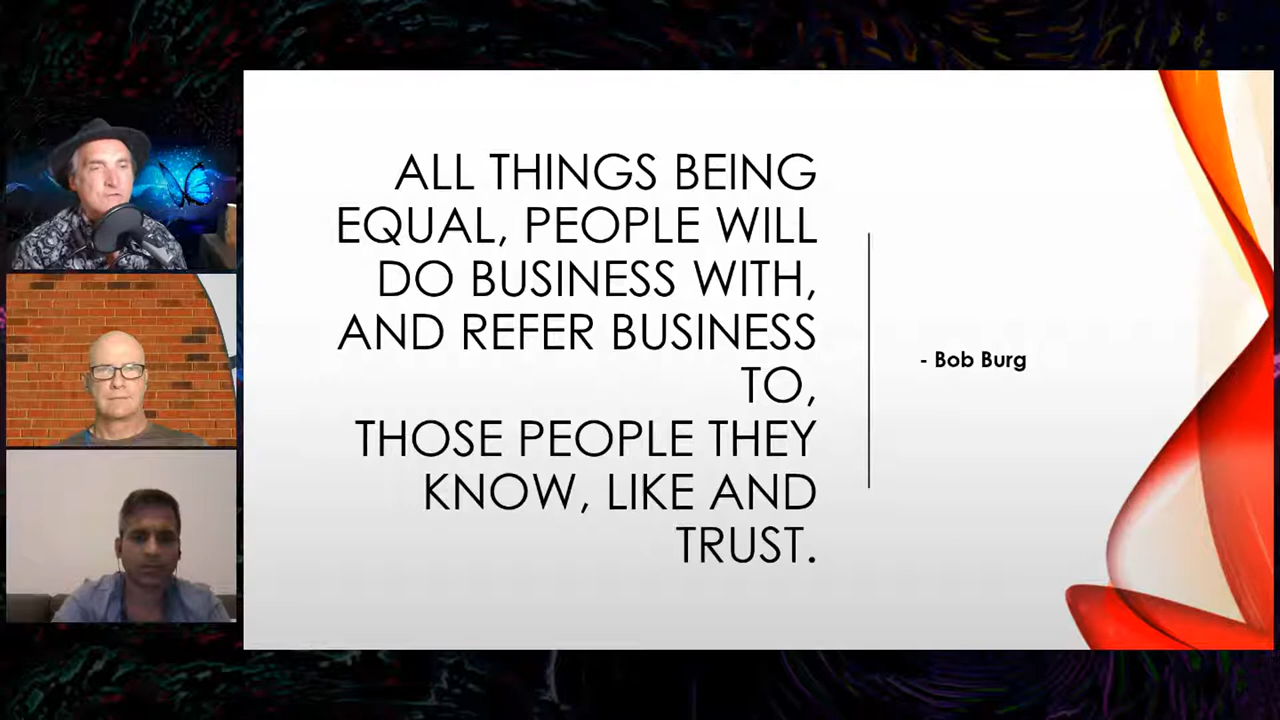 ALL THINGS BEING
EQUAL, PEOPLE WILL
DO BUSINESS WITH,
AND REFER BUSINESS
TO,
THOSE PEOPLE THEY
KNOW, LIKE AND
TRUST.
- Bob Burg